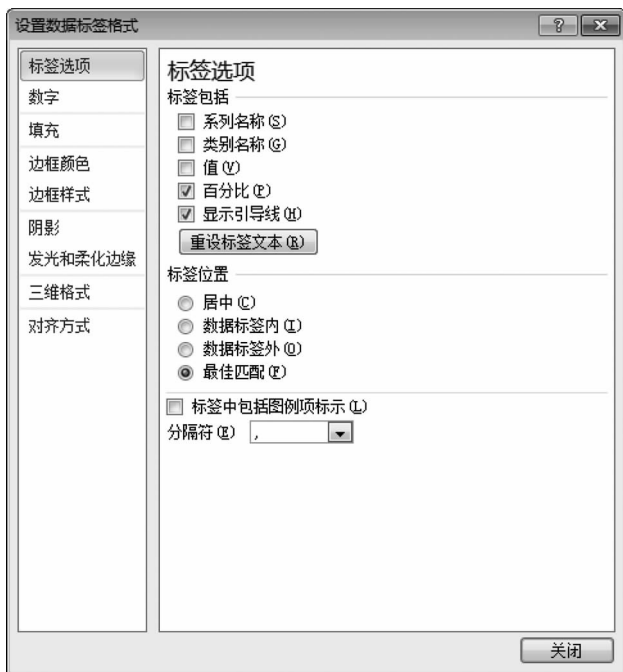 设置数据标签格式
标签选项
数字
填充
边框颜色
边框样式
阴影
发光和柔化边缘
三维格式
对齐方式
标签选项
标签包括
系列名称(S)
类别名称(G)
值(V)
百分比(P)
显示引导线(H)
重设标签文本(R)
标签位置
居中(C)
数据标签内(I)
数据标签外(O)
最佳匹配(F)
标签中包括图例项标示(L)
分隔符(E) ,
关闭